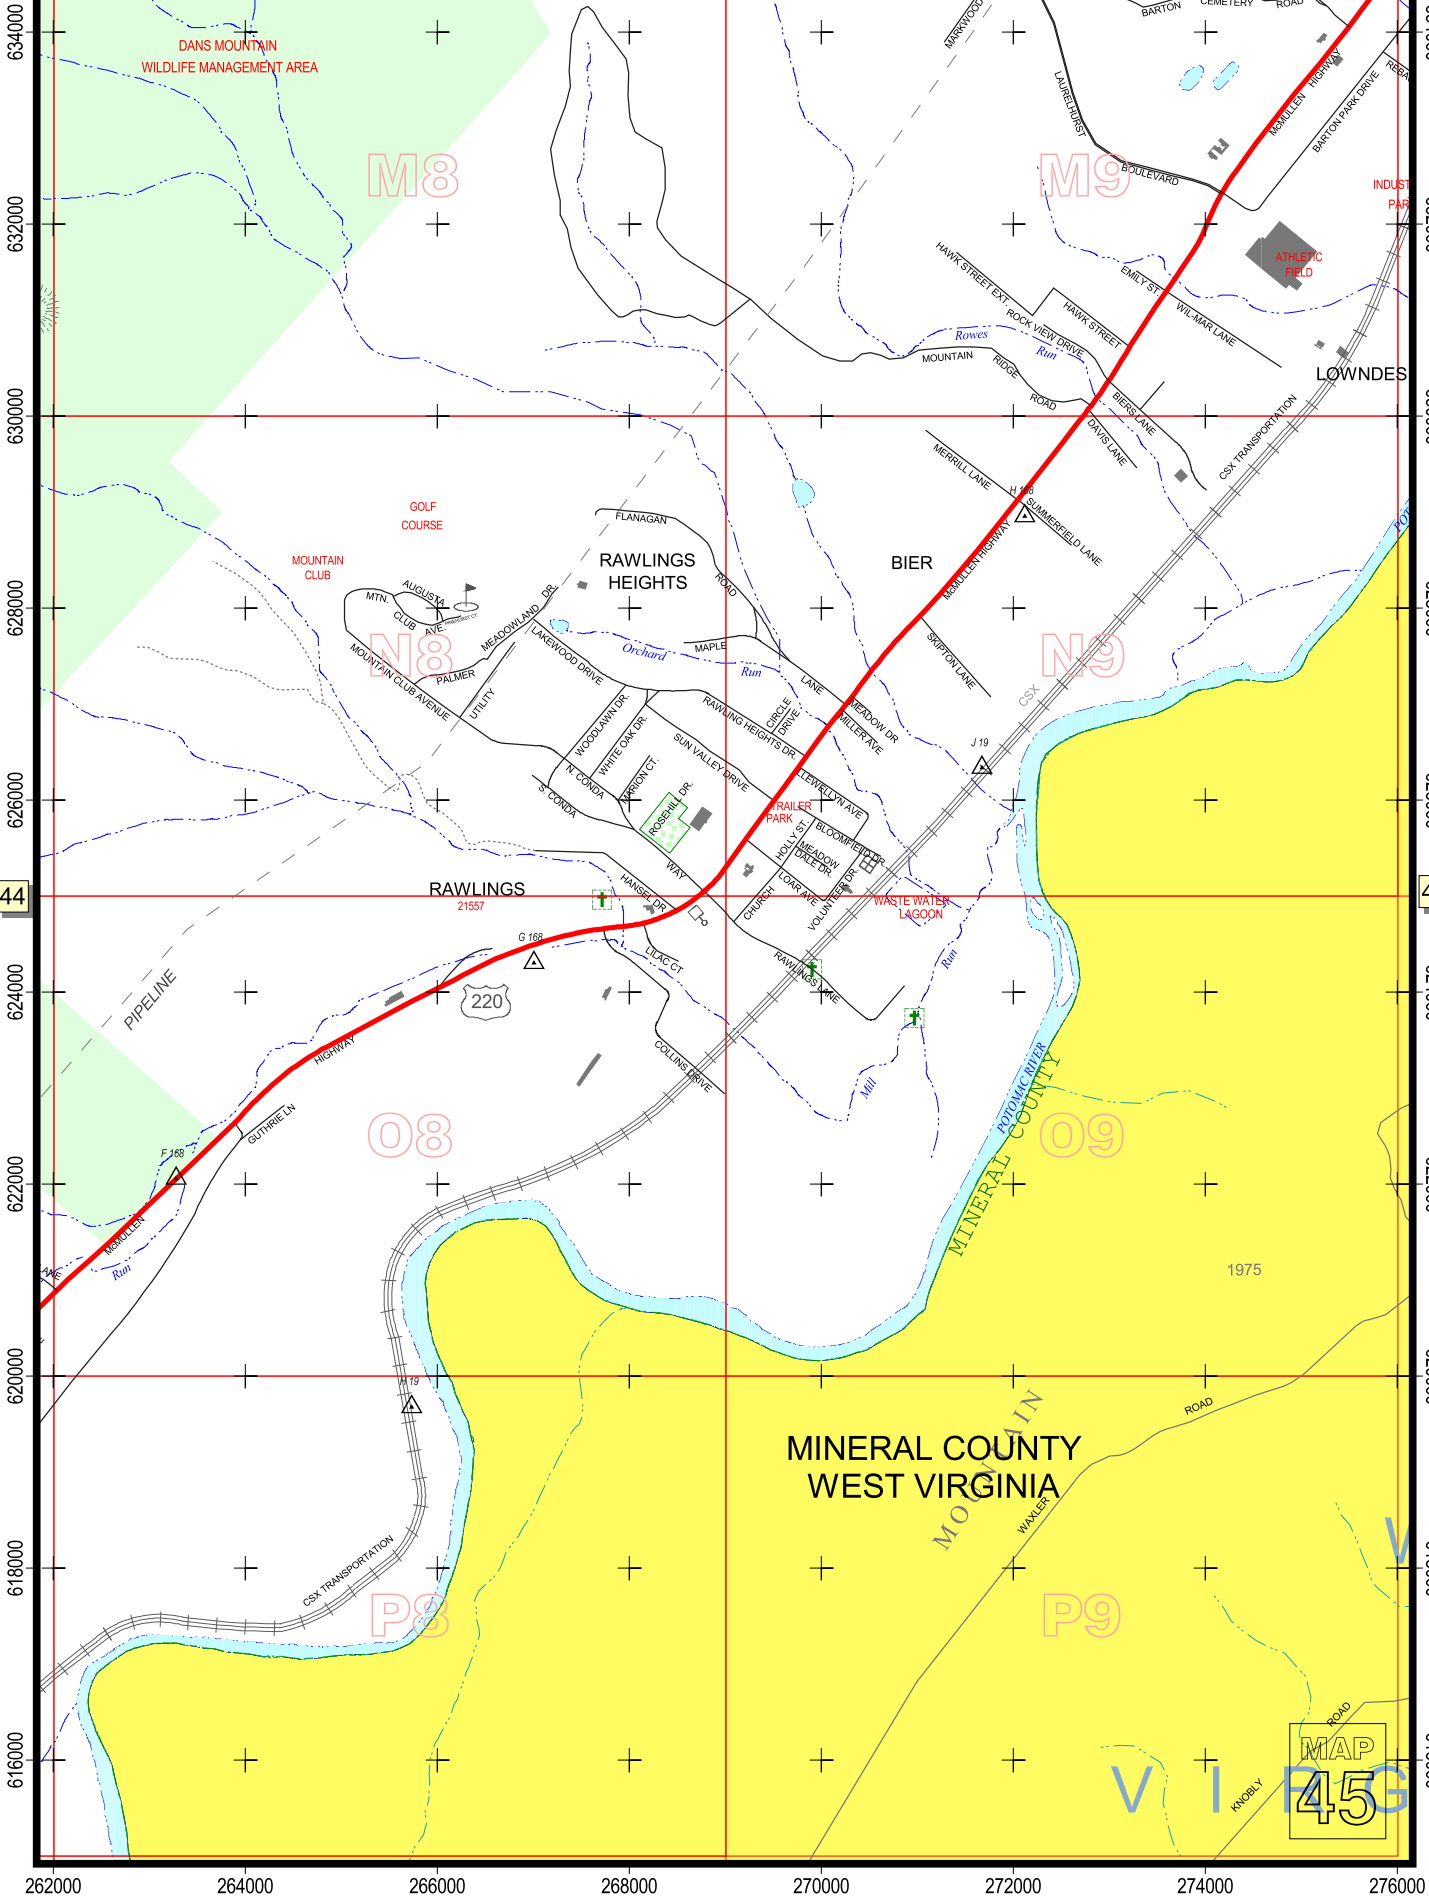 634000
632000
630000
628000
626000
624000
622000
620000
618000
616000
44
DANS MOUNTAIN
WILDLIFE MANAGEMENT AREA
M8
M9
MARKWOOD
BARTON
CEMETERY
ROAD
LAURELHURST
BOULEVARD
McMULLEN
HIGHWAY
BARTON PARK DRIVE
ATHLETIC
FIELD
HAWK STREET EXT.
ROCK VIEW DRIVE
HAWK STREET
EMILY ST.
WIL-MAR LANE
Rowes
Run
MOUNTAIN
RIDGE
ROAD
LOWNDES
BIERS LANE
DAVIS LANE
CSX TRANSPORTATION
MERRILL LANE
H 168
SUMMERFIELD LANE
McMULLEN HIGHWAY
BIER
SKIPTON LANE
GOLF
COURSE
MOUNTAIN
CLUB
FLANAGAN
ROAD
RAWLINGS
HEIGHTS
AUGUSTA
MTN.
CLUB
AVE.
MEADOWLAND
DR.
LAKEWOOD DRIVE
N8
N9
MOUNTAIN CLUB AVENUE
PALMER
UTILITY
Orchard
Run
MAPLE
LANE
WOODLAWN DR.
WHITE OAK DR.
RAWLING HEIGHTS DR.
CIRCLE
DRIVE
MEADOW DR
MILLER AVE
SUN VALLEY DRIVE
MARION CT.
N. CONDA
S. CONDA
ROSEHILL DR.
LLEWELLYN AVE
TRAILER
PARK
BLOOMFIELD DR.
HOLLY ST.
MEADOW
DALE DR.
LOAR AVE
VOLUNTEER DR.
CHURCH
CSX
J 19
WAY
HANSEL DR
RAWLINGS
21557
WASTE WATER
LAGOON
G 168
LILAC CT
RAWLINGS LANE
Run
Mill
PIPELINE
220
HIGHWAY
COLLINS DRIVE
GUTHRIE LN
POTOMAC RIVER
MINERAL COUNTY
O8
O9
F 168
McMULLEN
Run
1975
H 19
MINERAL COUNTY
WEST VIRGINIA
MOUNTAIN
WAXLER
ROAD
CSX TRANSPORTATION
P8
P9
KNOBLY
ROAD
V I R G
MAP
45
262000
264000
266000
268000
270000
272000
274000
276000